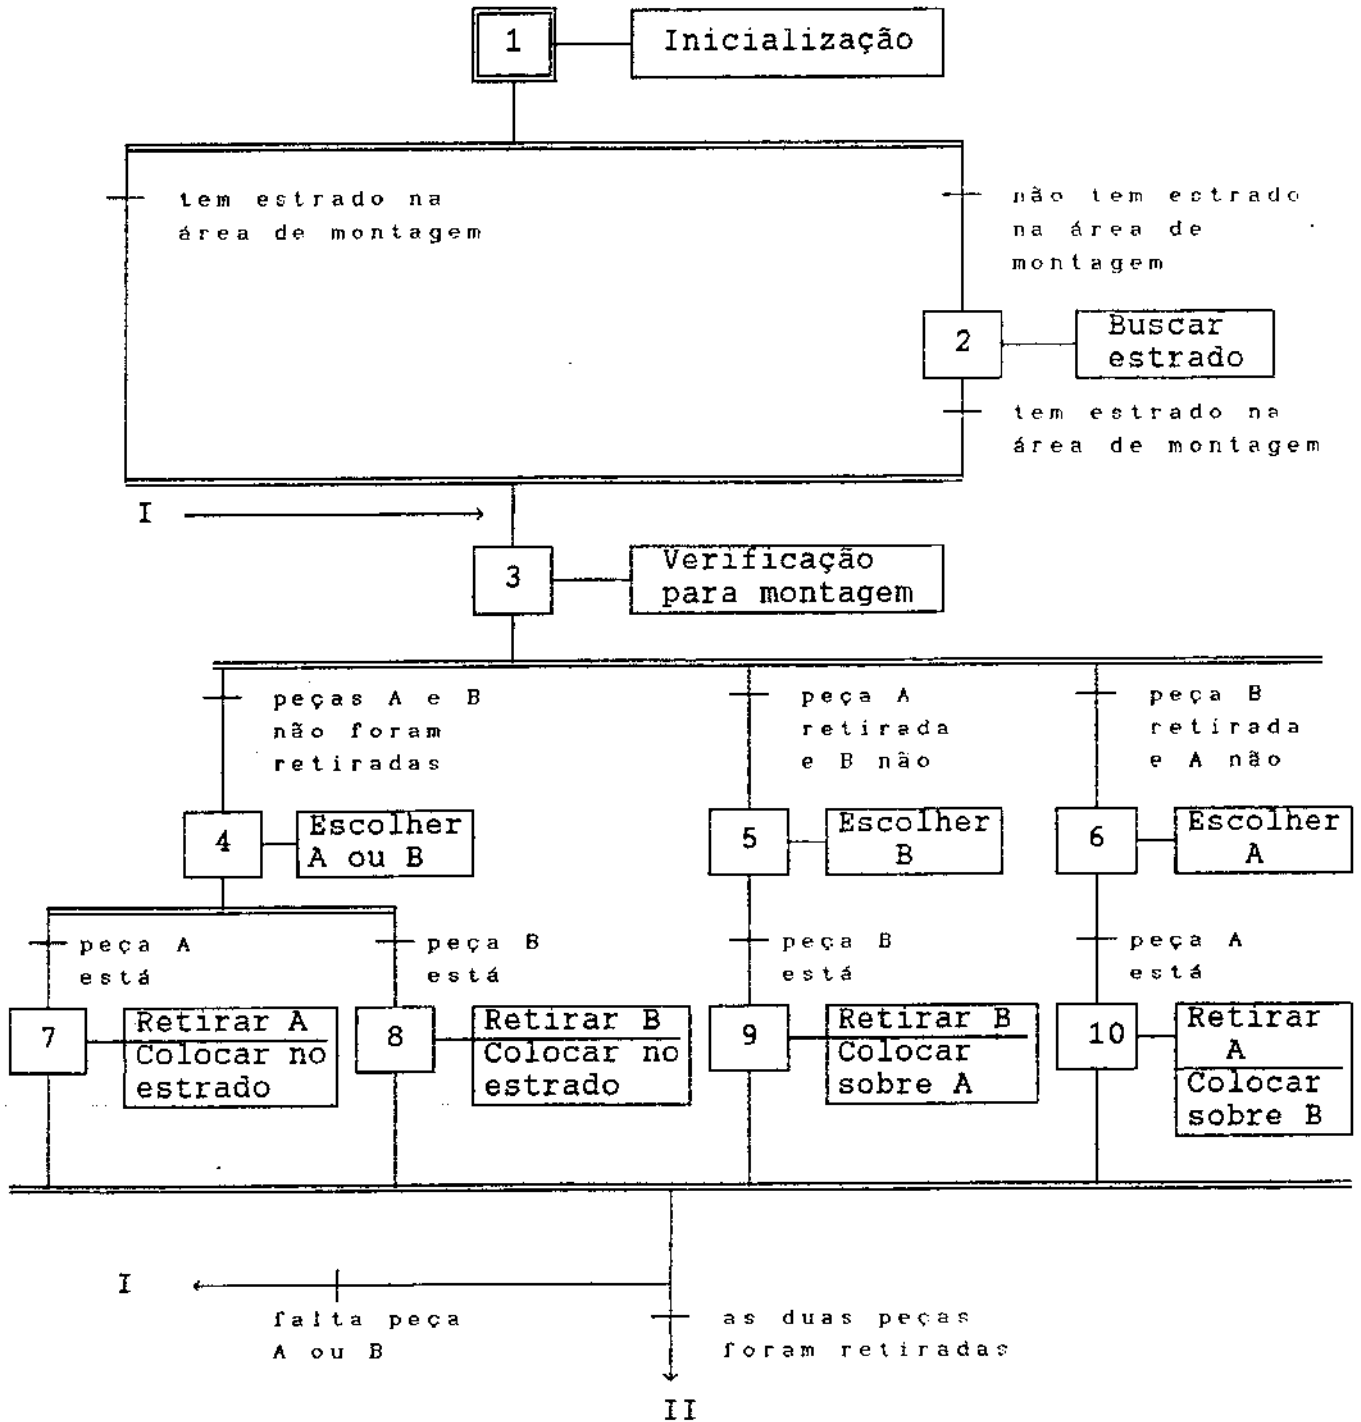 1
Inicialização
tem estrado na
área de montagem
não tem estrado
na área de
montagem
2
Buscar
estrado
tem estrado na
área de montagem
I
3
Verificação
para montagem
peças A e B
não foram
retiradas
peça A
retirada
e B não
peça B
retirada
e A não
4
Escolher
A ou B
5
Escolher
B
6
Escolher
A
peça A
está
peça B
está
peça B
está
peça A
está
7
Retirar A
Colocar no
estrado
8
Retirar B
Colocar no
estrado
9
Retirar B
Colocar
sobre A
10
Retirar
A
Colocar
sobre B
I
falta peça
A ou B
as duas peças
foram retiradas
II